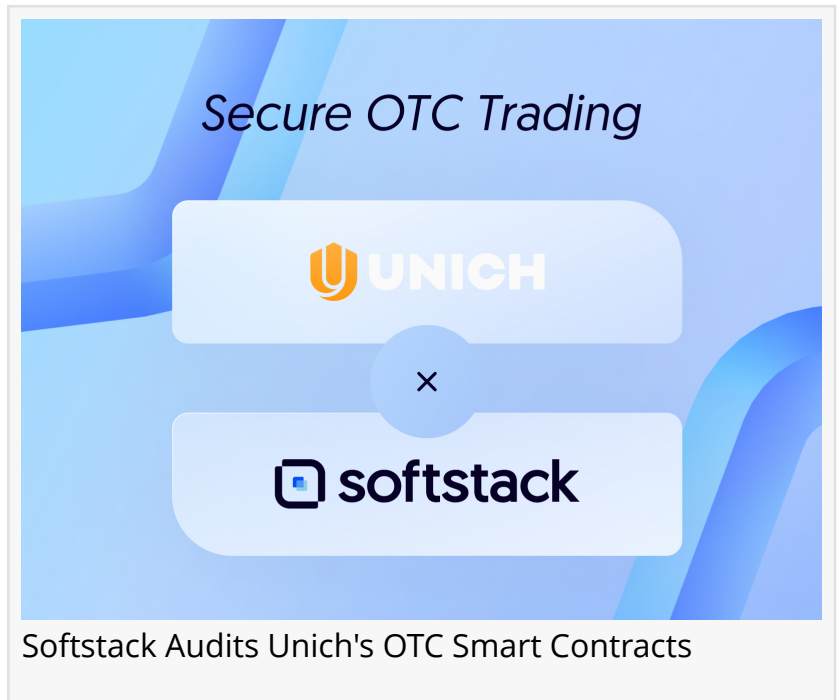 Secure OTC Trading
UNICH
×
softstack
Softstack Audits Unich's OTC Smart Contracts